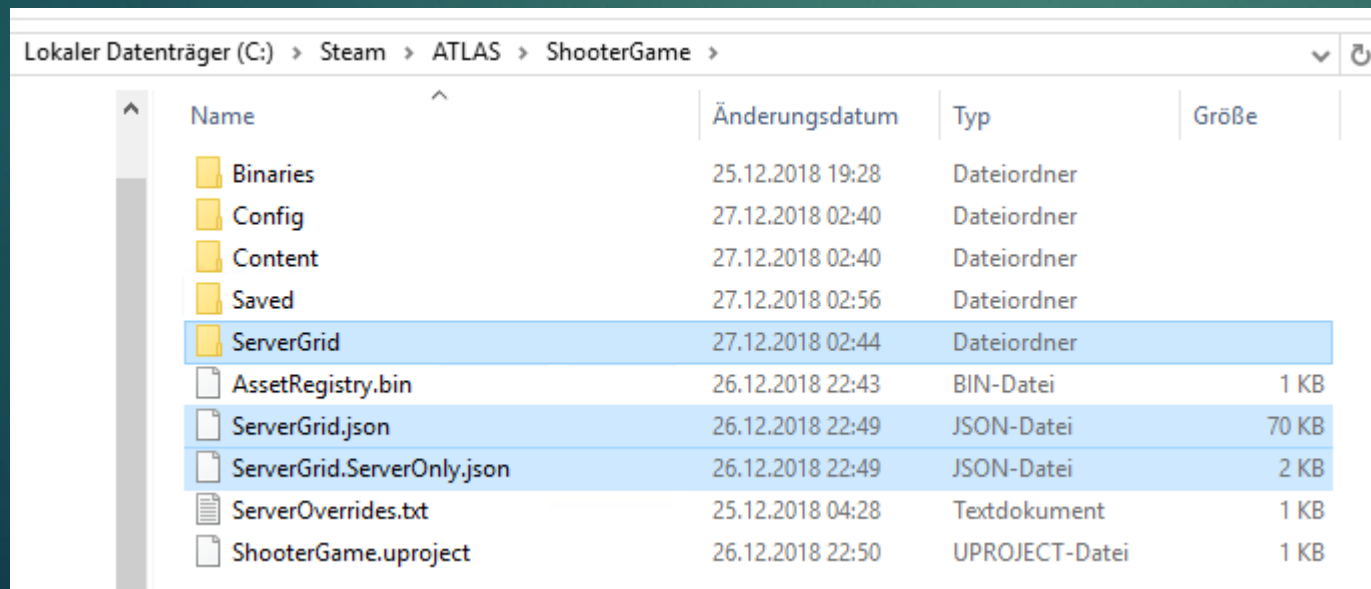 Lokaler Datenträger (C:) > Steam > ATLAS > ShooterGame >
Name Änderungsdatum Typ Größe
Binaries 25.12.2018 19:28 Dateiordner
Config 27.12.2018 02:40 Dateiordner
Content 27.12.2018 02:40 Dateiordner
Saved 27.12.2018 02:56 Dateiordner
ServerGrid 27.12.2018 02:44 Dateiordner
AssetRegistry.bin 26.12.2018 22:43 BIN-Datei 1 KB
ServerGrid.json 26.12.2018 22:49 JSON-Datei 70 KB
ServerGrid.ServerOnly.json 26.12.2018 22:49 JSON-Datei 2 KB
ServerOverrides.txt 25.12.2018 04:28 Textdokument 1 KB
ShooterGame.uproject 26.12.2018 22:50 UPROJECT-Datei 1 KB